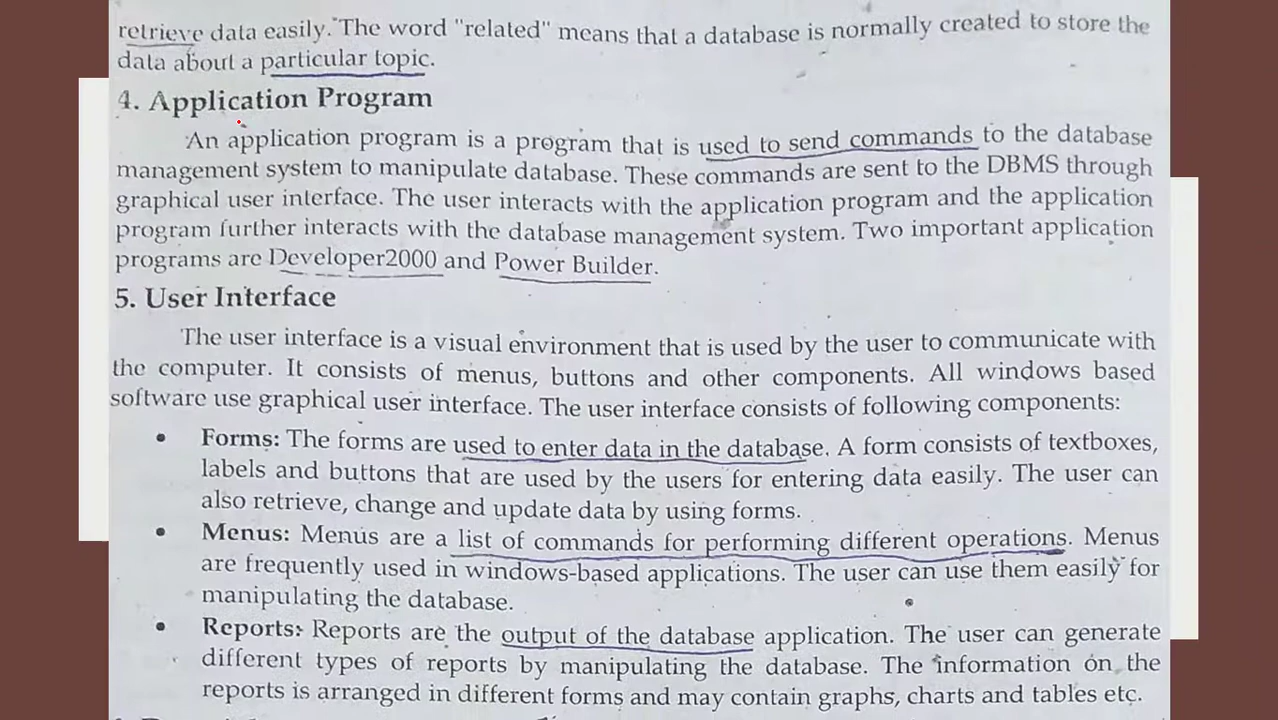 retrieve data easily. The word "related" means that a database is normally created to store the
data about a particular topic.
4. Application Program
An application program is a program that is used to send commands to the database
management system to manipulate database. These commands are sent to the DBMS through
graphical user interface. The user interacts with the application program and the application
program further interacts with the database management system. Two important application
programs are Developer2000 and Power Builder.
5. User Interface
The user interface is a visual environment that is used by the user to communicate with
the computer. It consists of menus, buttons and other components. All windows based
software use graphical user interface. The user interface consists of following components:
• Forms: The forms are used to enter data in the database. A form consists of textboxes,
labels and buttons that are used by the users for entering data easily. The user can
also retrieve, change and update data by using forms.
• Menus: Menus are a list of commands for performing different operations. Menus
are frequently used in windows-based applications. The user can use them easily for
manipulating the database.
• Reports: Reports are the output of the database application. The user can generate
different types of reports by manipulating the database. The information on the
reports is arranged in different forms and may contain graphs, charts and tables etc.